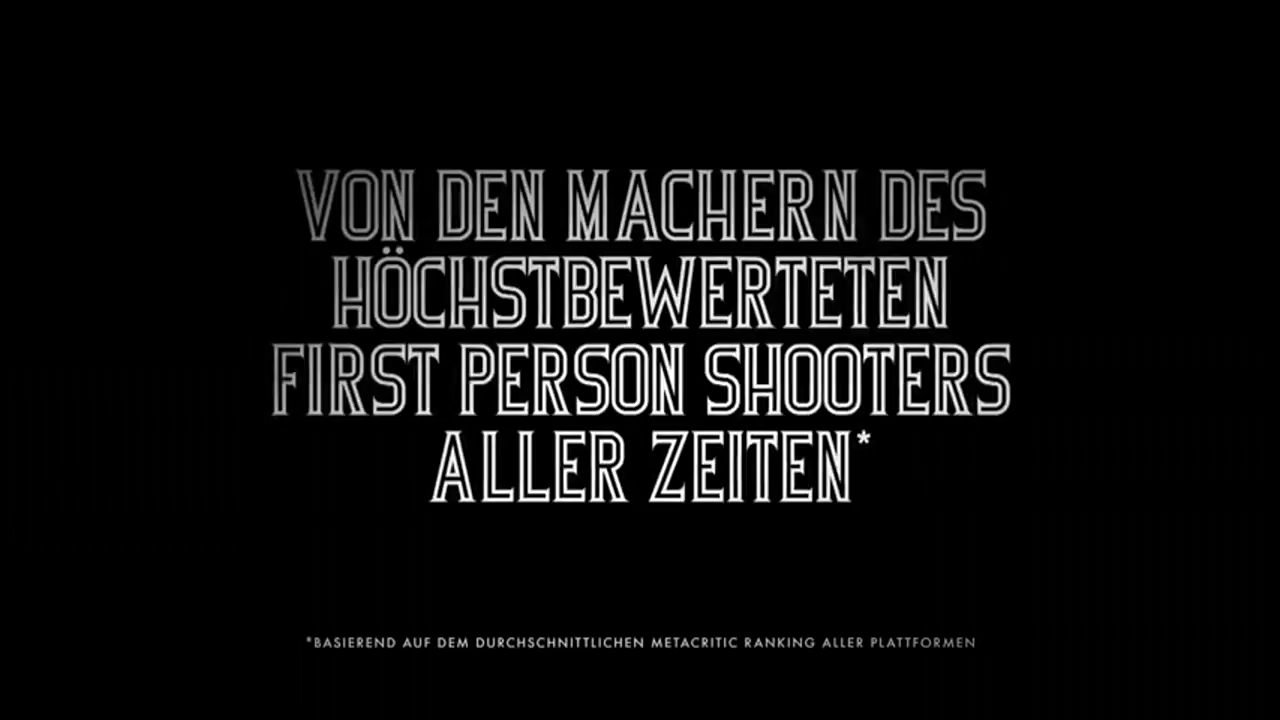 VON DEN MACHERN DES
HÖCHSTBEWERTETEN
FIRST PERSON SHOOTERS
ALLER ZEITEN*
*BASIEREND AUF DEM DURCHSCHNITTLICHEN METACRITIC RANKING ALLER PLATTFORMEN